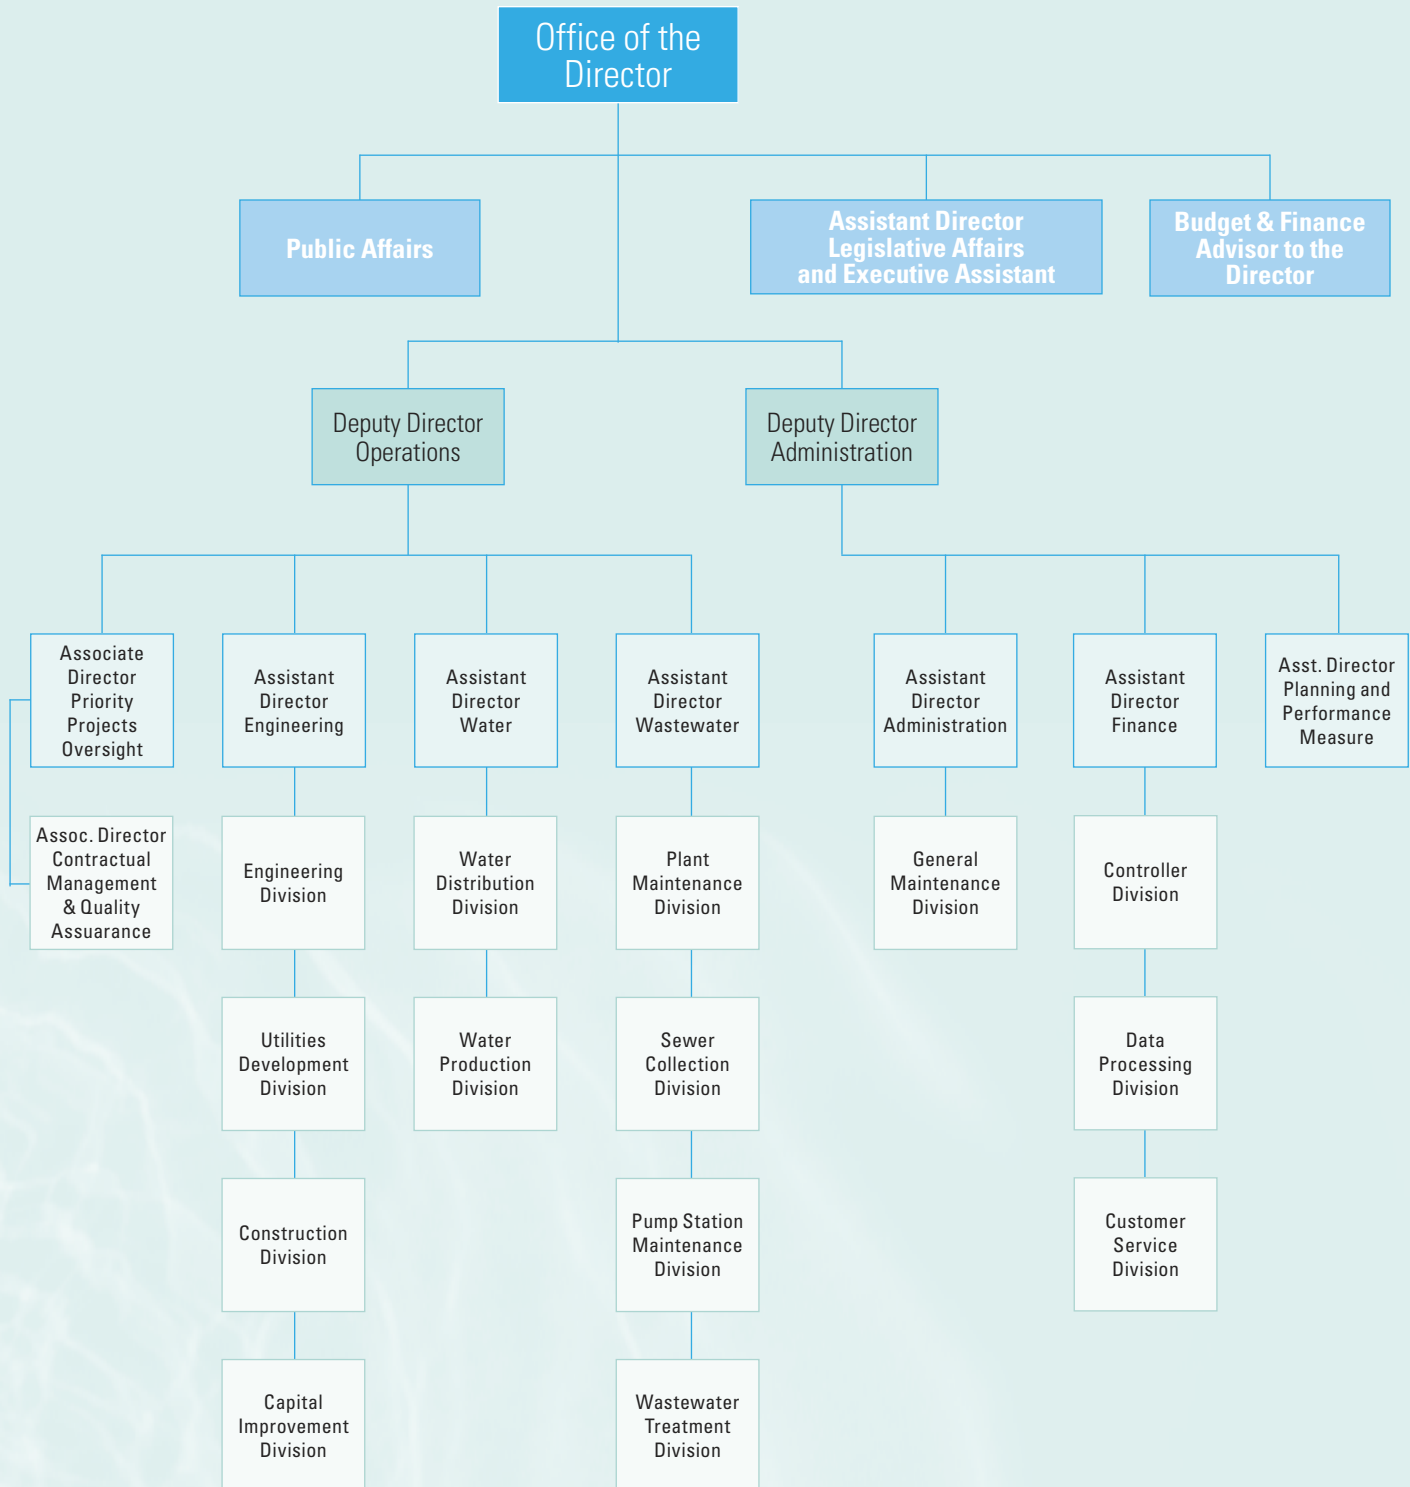 Office of the
Director
Public Affairs
Assistant Director
Legislative Affairs
and Executive Assistant
Budget & Finance
Advisor to the
Director
Deputy Director
Operations
Deputy Director
Administration
Associate
Director
Priority
Projects
Oversight
Assistant
Director
Engineering
Assistant
Director
Water
Assistant
Director
Wastewater
Assistant
Director
Administration
Assistant
Director
Finance
Asst. Director
Planning and
Performance
Measure
Assoc. Director
Contractual
Management
& Quality
Assuarance
Engineering
Division
Water
Distribution
Division
Plant
Maintenance
Division
General
Maintenance
Division
Controller
Division
Utilities
Development
Division
Water
Production
Division
Sewer
Collection
Division
Data
Processing
Division
Construction
Division
Pump Station
Maintenance
Division
Customer
Service
Division
Capital
Improvement
Division
Wastewater
Treatment
Division